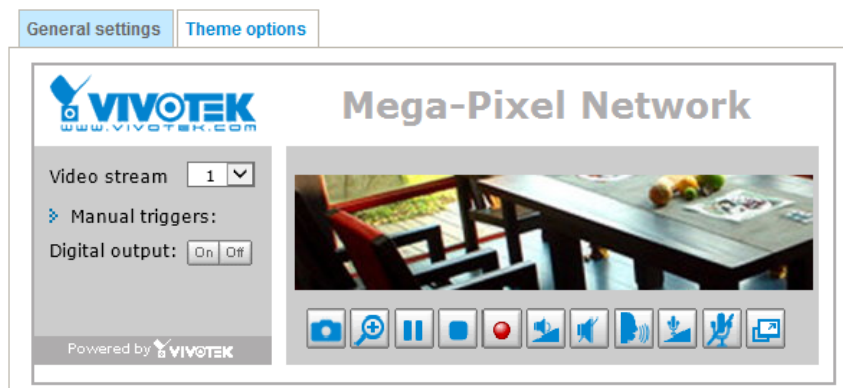 General settings
Theme options
VIVOTEK
www.vivotek.com
Mega-Pixel Network
Video stream 1
Manual triggers:
Digital output: On Off
Powered by VIVOTEK